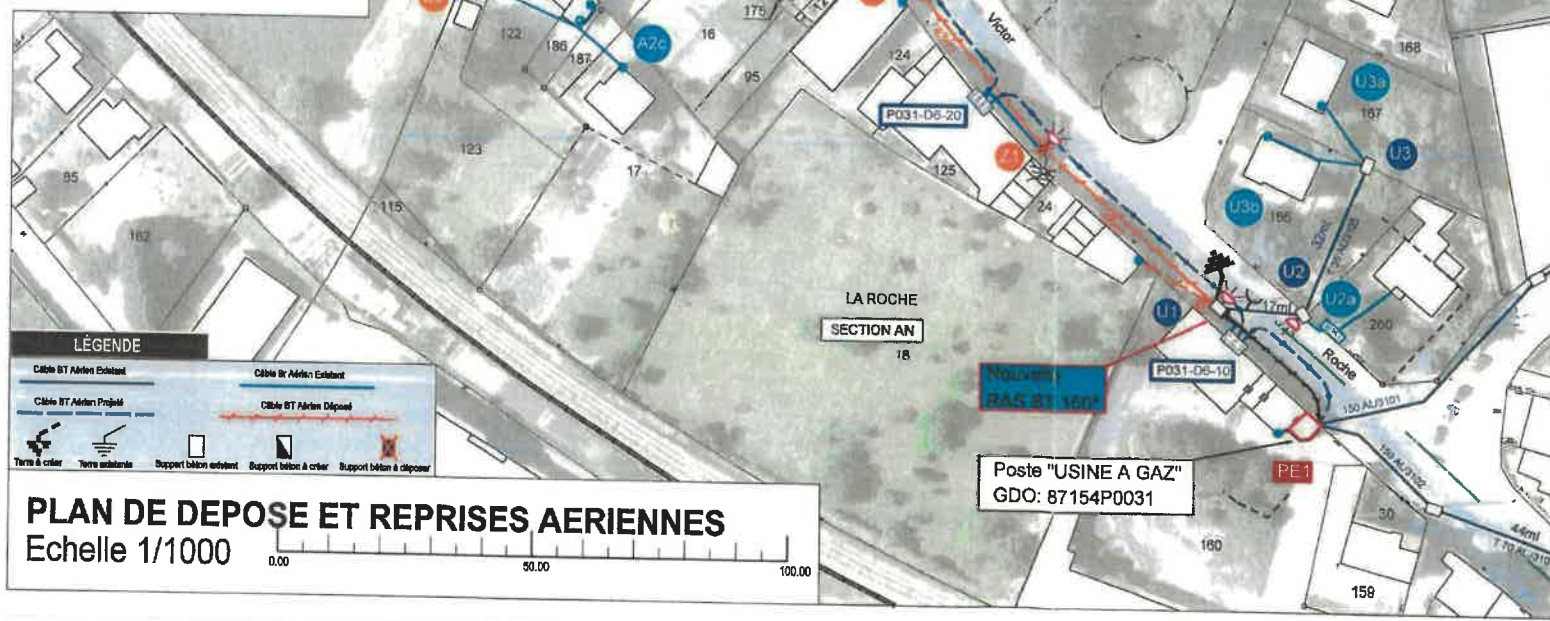 A2c
175
16
122
186
187
95
123
17
85
115
162
124
Victor
P031-D6-20
Z1
125
24
168
U3a
167
U3
U3b
32ml
U2
U2a
17ml
200
U1
Roche
P031-D6-10
LA ROCHE
SECTION AN
18
Nouvelle
RAS BT 150²
150 AL/3101
150 AL/3102
PE1
Poste "USINE A GAZ"
GDO: 87154P0031
30
44ml
160
159
LÉGENDE
Câble BT Aérien Existant
Câble Br Aérien Existant
Câble BT Aérien Projeté
Câble BT Aérien Déposé
Terre à créer
Terre existante
Support béton existant
Support béton à créer
Support béton à déposer
PLAN DE DEPOSE ET REPRISES AERIENNES
Echelle 1/1000
0.00
50.00
100.00